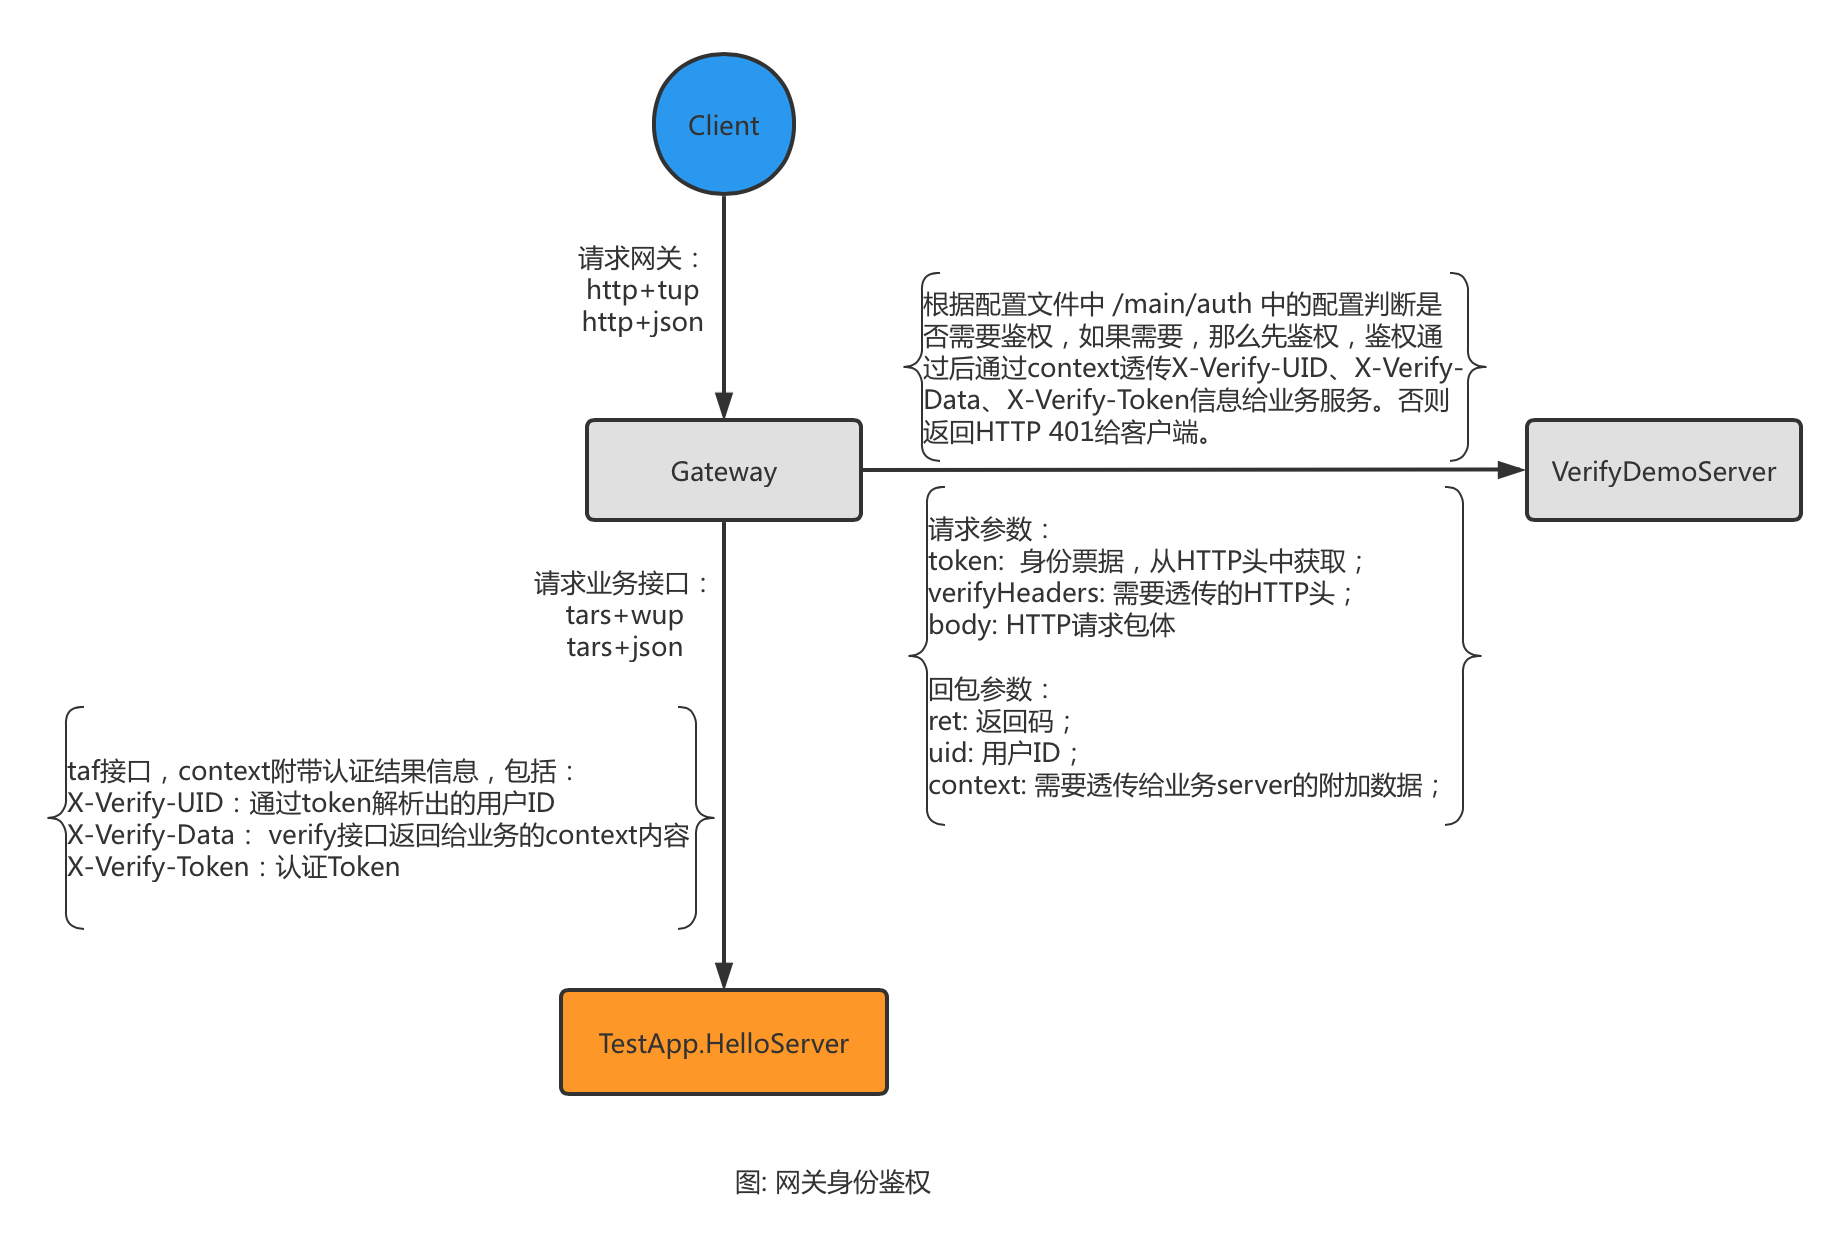 Client
请求网关：
http+tup
http+json
根据配置文件中 /main/auth 中的配置判断是
否需要鉴权，如果需要，那么先鉴权，鉴权通
过后通过context透传X-Verify-UID、X-Verify-
Data、X-Verify-Token信息给业务服务。否则
返回HTTP 401给客户端。
Gateway
VerifyDemoServer
请求参数：
token:  身份票据，从HTTP头中获取；
verifyHeaders: 需要透传的HTTP头；
body: HTTP请求包体
回包参数：
ret: 返回码；
uid: 用户ID；
context: 需要透传给业务server的附加数据；
请求业务接口：
tars+wup
tars+json
taf接口，context附带认证结果信息，包括：
X-Verify-UID：通过token解析出的用户ID
X-Verify-Data： verify接口返回给业务的context内容
X-Verify-Token：认证Token
TestApp.HelloServer
图: 网关身份鉴权